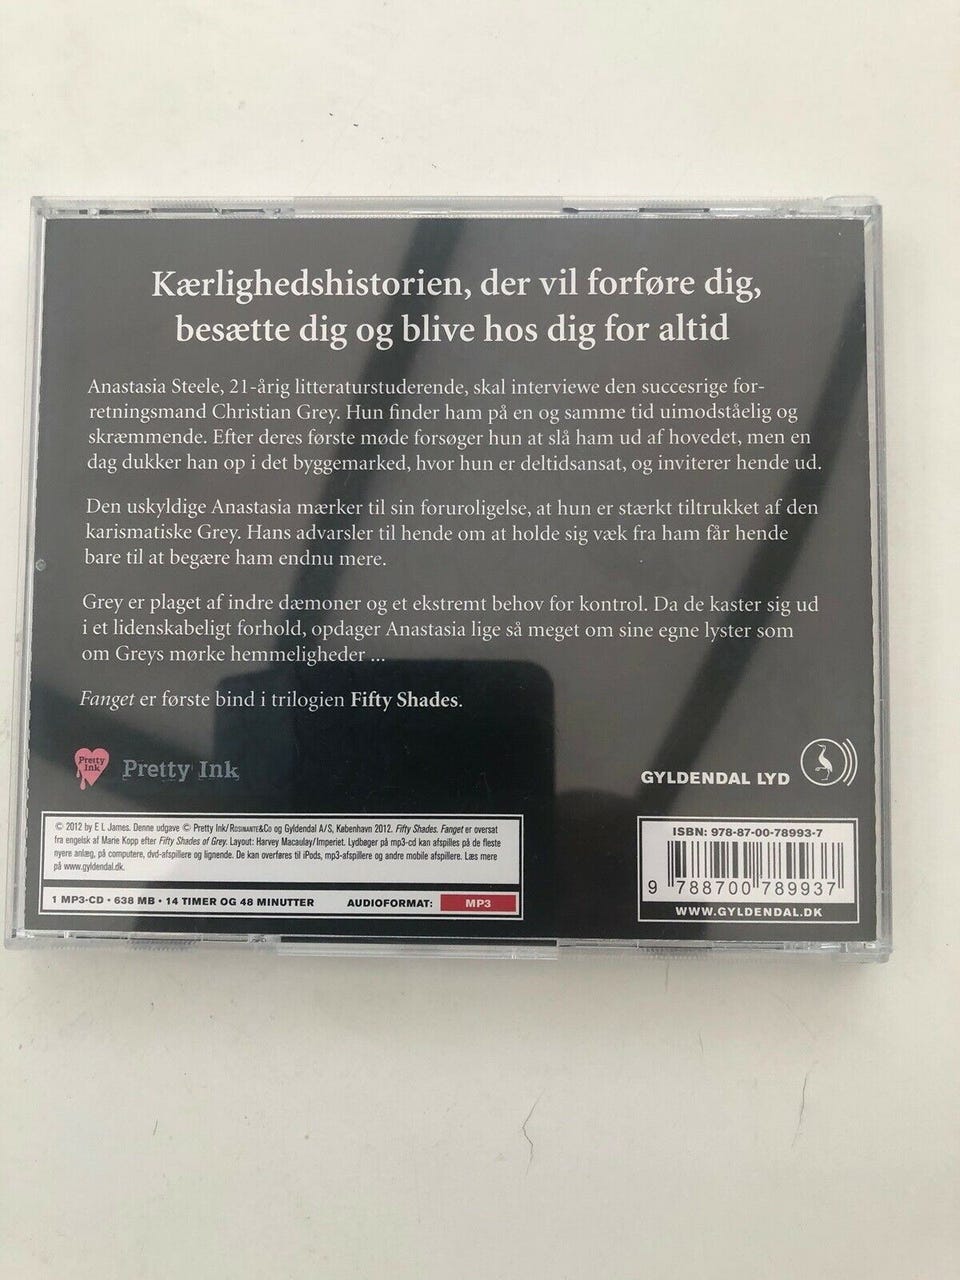 Kærlighedshistorien, der vil forføre dig,
besætte dig og blive hos dig for altid
Anastasia Steele, 21-årig litteraturstuderende, skal interviewe den succesrige for-
retningsmand Christian Grey. Hun finder ham på en og samme tid uimodståelig og
skræmmende. Efter deres første møde forsøger hun at slå ham ud af hovedet, men en
dag dukker han op i det byggemarked, hvor hun er deltidsansat, og inviterer hende ud.
Den uskyldige Anastasia mærker til sin foruroligelse, at hun er stærkt tiltrukket af den
karismatiske Grey. Hans advarsler til hende om at holde sig væk fra ham får hende
bare til at begære ham endnu mere.
Grey er plaget af indre dæmoner og et ekstremt behov for kontrol. Da de kaster sig ud
i et lidenskabeligt forhold, opdager Anastasia lige så meget om sine egne lyster som
om Greys mørke hemmeligheder ...
Fanget er første bind i trilogien Fifty Shades.
Pretty
Ink
Pretty Ink
GYLDENDAL LYD
© 2012 by E L James. Denne udgave © Pretty Ink/Rosinante&Co og Gyldendal A/S, København 2012. Fifty Shades. Fanget er oversat
fra engelsk af Marie Kopp efter Fifty Shades of Grey. Layout: Harvey Macaulay/Imperiet. Lydbøger på mp3-cd kan afspilles på de fleste
nyere anlæg, på computere, dvd-afspillere og lignende. De kan overføres til iPods, mp3-afspillere og andre mobile afspillere. Læs mere
på www.gyldendal.dk.
1 MP3-CD • 638 MB • 14 TIMER OG 48 MINUTTER AUDIOFORMAT: MP3
ISBN: 978-87-00-78993-7
9 788700 789937
WWW.GYLDENDAL.DK